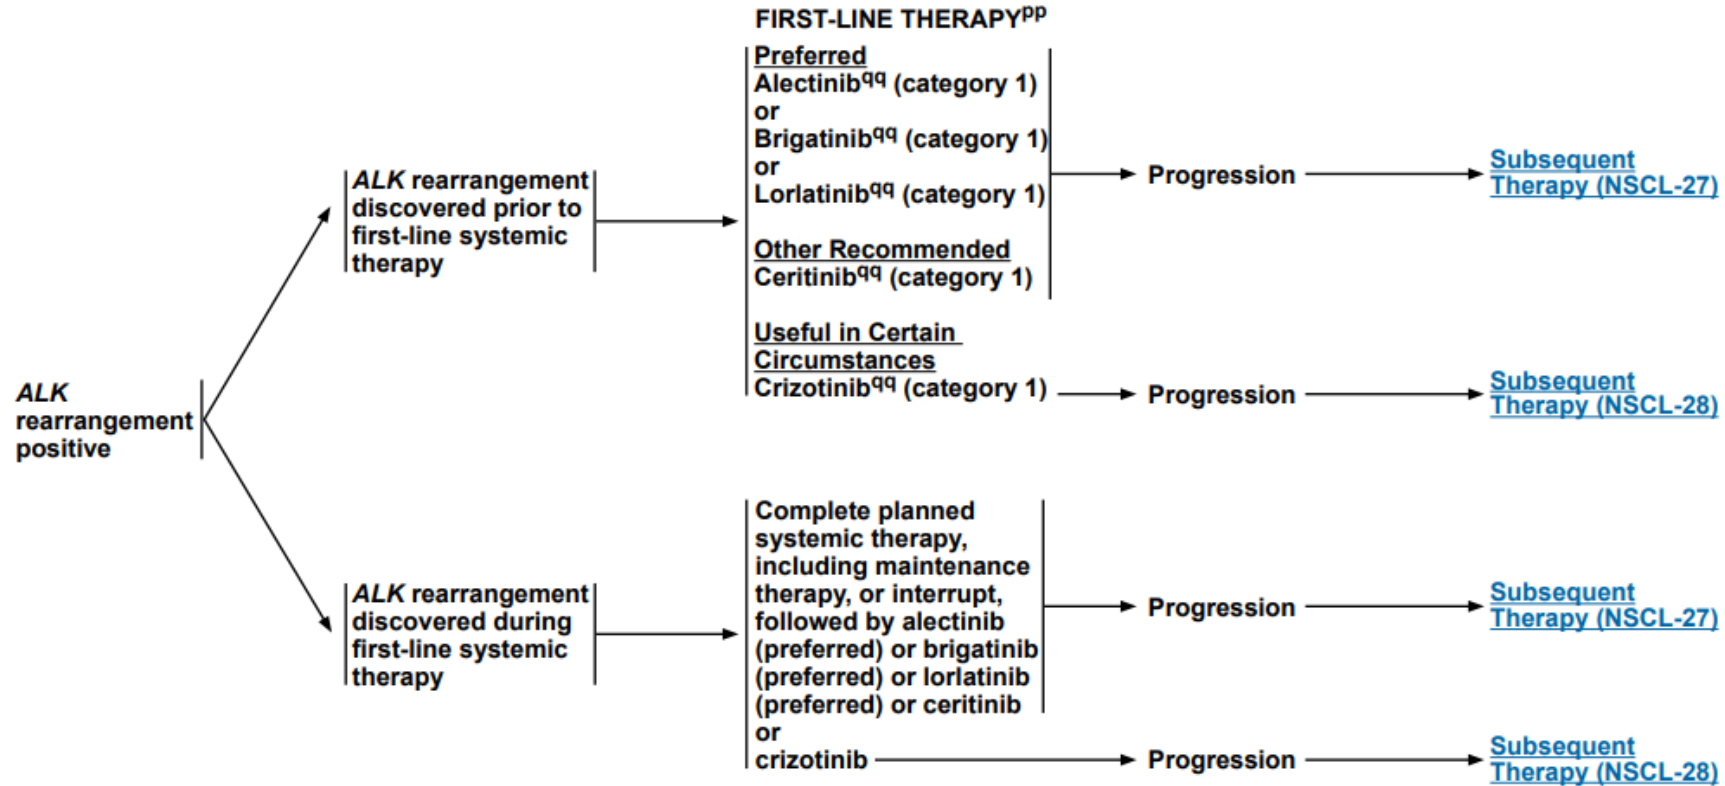 FIRST-LINE THERAPYpp
Preferred
Alectinibqq (category 1)
or
Brigatinibqq (category 1)
or
Lorlatinibqq (category 1)
Other Recommended
Ceritinibqq (category 1)
Useful in Certain
Circumstances
Crizotinibqq (category 1)
Progression
Subsequent
Therapy (NSCL-27)
Progression
Subsequent
Therapy (NSCL-28)
ALK rearrangement
discovered prior to
first-line systemic
therapy
ALK
rearrangement
positive
ALK rearrangement
discovered during
first-line systemic
therapy
Complete planned
systemic therapy,
including maintenance
therapy, or interrupt,
followed by alectinib
(preferred) or brigatinib
(preferred) or lorlatinib
(preferred) or ceritinib
or
crizotinib
Progression
Subsequent
Therapy (NSCL-27)
Progression
Subsequent
Therapy (NSCL-28)